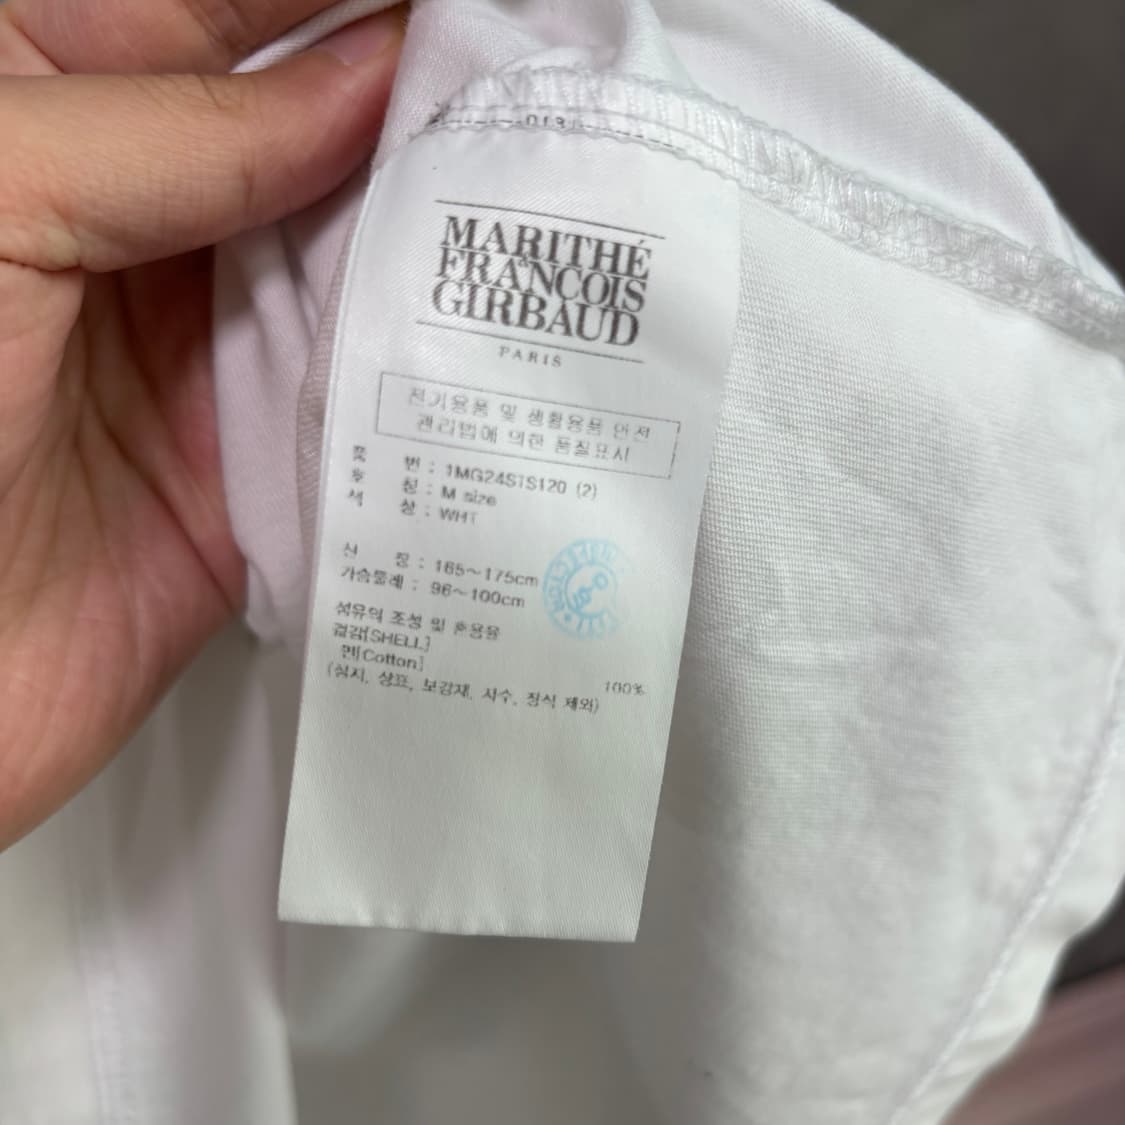 013
MARITHÉ
FRANCOIS
GIRBAUD
PARIS
전기용품 및 생활용품 안전
관리법에 의한 품질표시
품 번 : 1MG24STS120 (2)
호 칭 : M size
색 상 : WHT
신 장 : 165~175cm
가슴둘레 : 96~100cm
섬유의 조성 및 혼용율
겉감[SHELL]
면[Cotton] 100%
(심지, 상표, 보강재, 자수, 장식 제외)